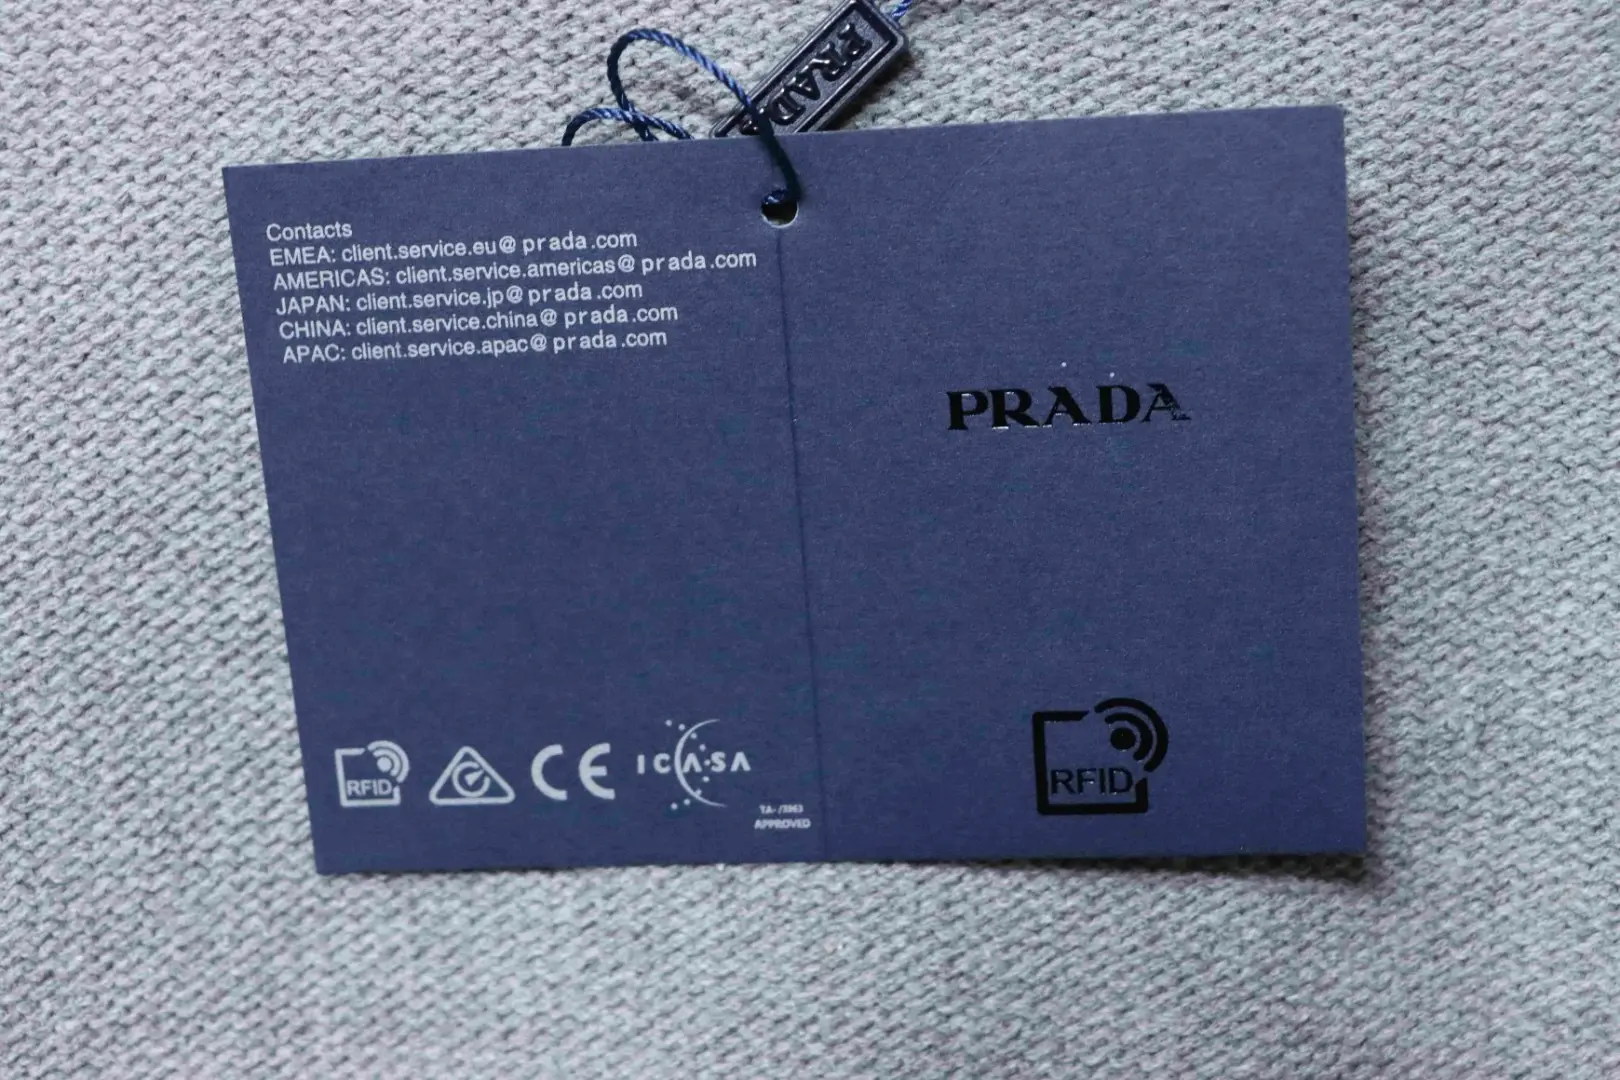 PRAD
Contacts
EMEA: client.service.eu@ prada.com
AMERICAS: client.service.americas@ prada.com
JAPAN: client.service.jp@ prada.com
CHINA: client.service.china@ prada.com
APAC: client.service.apac@ prada.com
PRADA
RFID
CE
ICASA
APPROVED
RFID